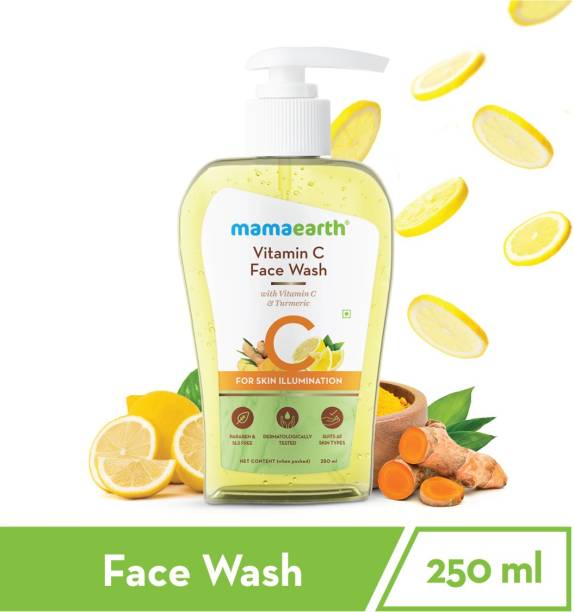 mamaearth®
Vitamin C
Face Wash
with Vitamin C
& Turmeric
C
FOR SKIN ILLUMINATION
PARABEN &
SLS FREE
DERMATOLOGICALLY
TESTED
SUITS All
SKIN TYPES
NET CONTENT (when packed) 250 ml
Face Wash
250 ml